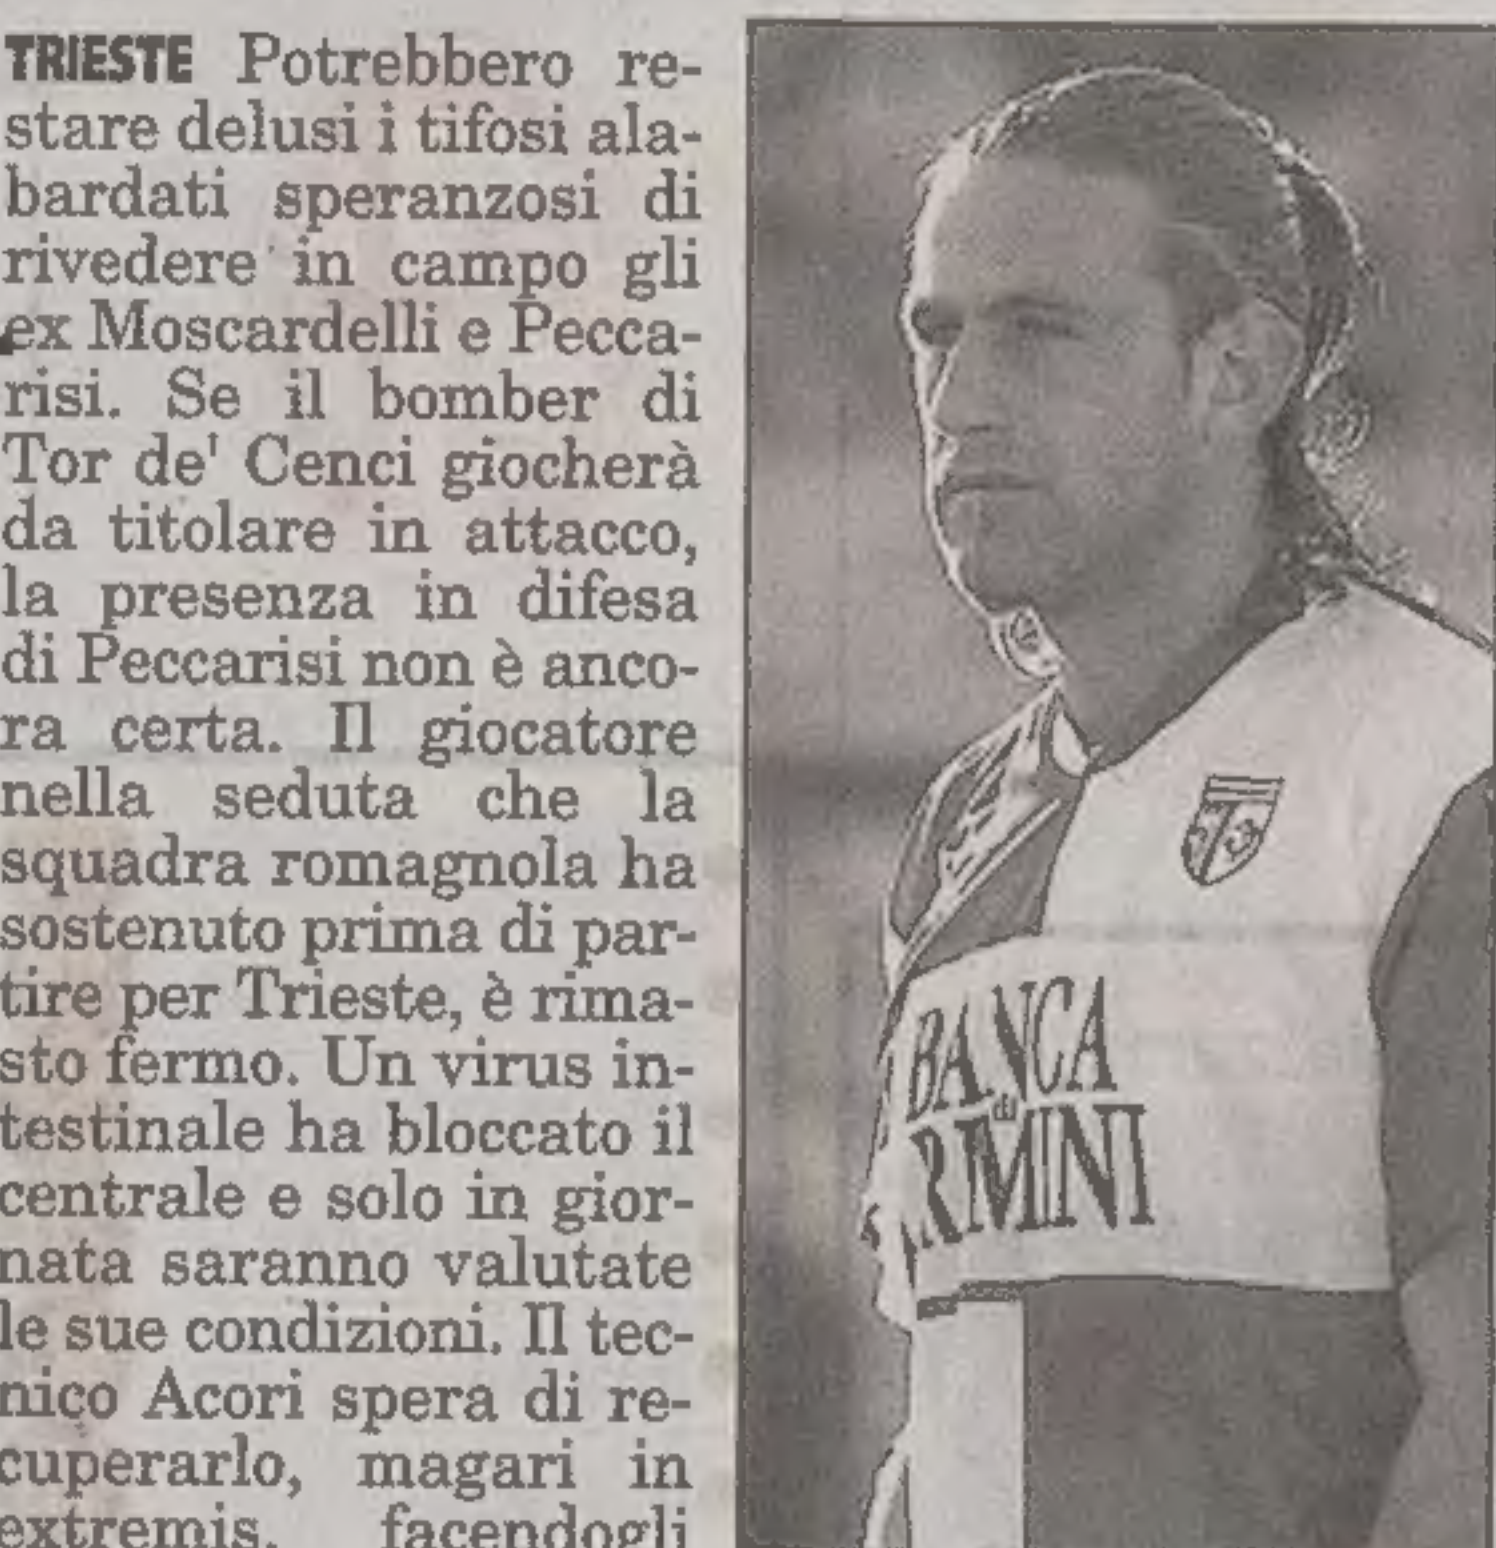 TRIESTE Potrebbero re-
stare delusi i tifosi ala-
bardati speranzosi di
rivedere in campo gli
ex Moscardelli e Pecca-
risi. Se il bomber di
Tor de' Cenci giocherà
da titolare in attacco,
la presenza in difesa
di Peccarisi non è anco-
ra certa. Il giocatore
nella seduta che la
squadra romagnola ha
sostenuto prima di par-
tire per Trieste, è rima-
sto fermo. Un virus in-
testinale ha bloccato il
centrale e solo in gior-
nata saranno valutate
le sue condizioni. Il tec-
nico Acori spera di re-
cuperarlo, magari in
extremis, facendogli
BANCA
di
RIMINI